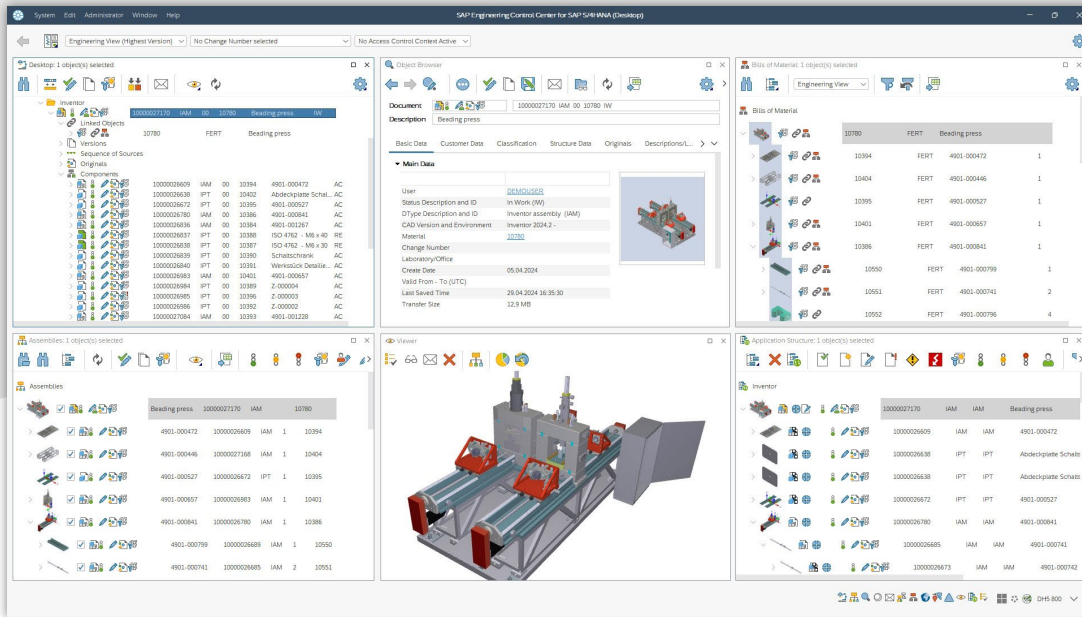 System Edit Administrator Window Help
SAP Engineering Control Center for SAP S/4HANA (Desktop)
Engineering View (Highest Version)
No Change Number selected
No Access Control Context Active
Desktop: 1 object(s) selected
Inventor
10000027170 IAM 00 10780 Beading press IW
Linked Objects
10780 FERT Beading press
Versions
Sequence of Sources
Originals
Components
10000026609 IAM 00 10394 4901-000472 AC
10000026638 IPT 00 10402 Abdeckplatte Schal... AC
10000026672 IPT 00 10395 4901-000527 AC
10000026780 IAM 00 10386 4901-000841 AC
10000026836 IAM 00 10384 4901-001267 AC
10000026837 IPT 00 10388 ISO 4762 - M6 x 40 RE
10000026838 IPT 00 10387 ISO 4762 - M6 x 30 RE
10000026839 IPT 00 10390 Schaltschrank AC
10000026840 IPT 00 10391 Werkstück Detaille... AC
10000026983 IAM 00 10401 4901-000657 AC
10000026984 IPT 00 10389 Z-000004 AC
10000026985 IPT 00 10396 Z-000003 AC
10000026986 IPT 00 10392 Z-000002 AC
10000027084 IAM 00 10393 4901-001228 AC
Object Browser
Document 10000027170 IAM 00 10780 IW
Description Beading press
Basic Data Customer Data Classification Structure Data Originals Descriptions/L...
Main Data
User DEMOUSER
Status Description and ID In Work (IW)
DType Description and ID Inventor assembly (IAM)
CAD Version and Environment Inventor 2024.2 -
Material 10780
Change Number
Laboratory/Office
Create Date 05.04.2024
Valid From - To (UTC)
Last Saved Time 29.04.2024 16:35:30
Transfer Size 12,9 MB
Bills of Material: 1 object(s) selected
Engineering View
Bills of Material
10780 FERT Beading press
10394 FERT 4901-000472 1
10404 FERT 4901-000446 1
10395 FERT 4901-000527 1
10401 FERT 4901-000657 1
10386 FERT 4901-000841 1
10550 FERT 4901-000799 1
10551 FERT 4901-000741 2
10552 FERT 4901-000796 4
Assemblies: 1 object(s) selected
Assemblies
Beading press 10000027170 IAM 10780
4901-000472 10000026609 IAM 1 10394
4901-000446 10000027168 IAM 1 10404
4901-000527 10000026672 IPT 1 10395
4901-000657 10000026983 IAM 1 10401
4901-000841 10000026780 IAM 1 10386
4901-000799 10000026689 IAM 1 10550
4901-000741 10000026685 IAM 2 10551
Viewer
Application Structure: 1 object(s) selected
Inventor
10000027170 IAM IAM Beading press
10000026609 IAM IAM 4901-000472
10000026638 IPT IPT Abdeckplatte Schalts
10000026638 IPT IPT Abdeckplatte Schalts
10000026672 IPT IPT 4901-000527
10000026780 IAM IAM 4901-000841
10000026685 IAM IAM 4901-000741
10000026673 IAM IAM 4901-000742
DH5 800